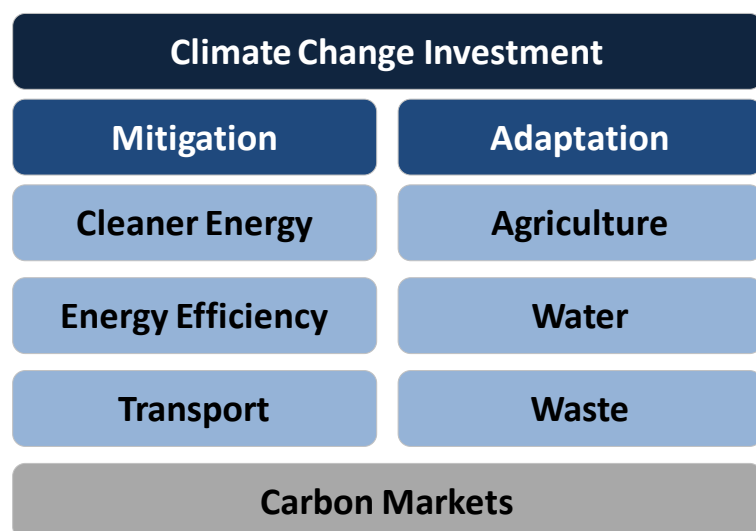 Climate Change Investment
Mitigation
Adaptation
Cleaner Energy
Agriculture
Energy Efficiency
Water
Transport
Waste
Carbon Markets